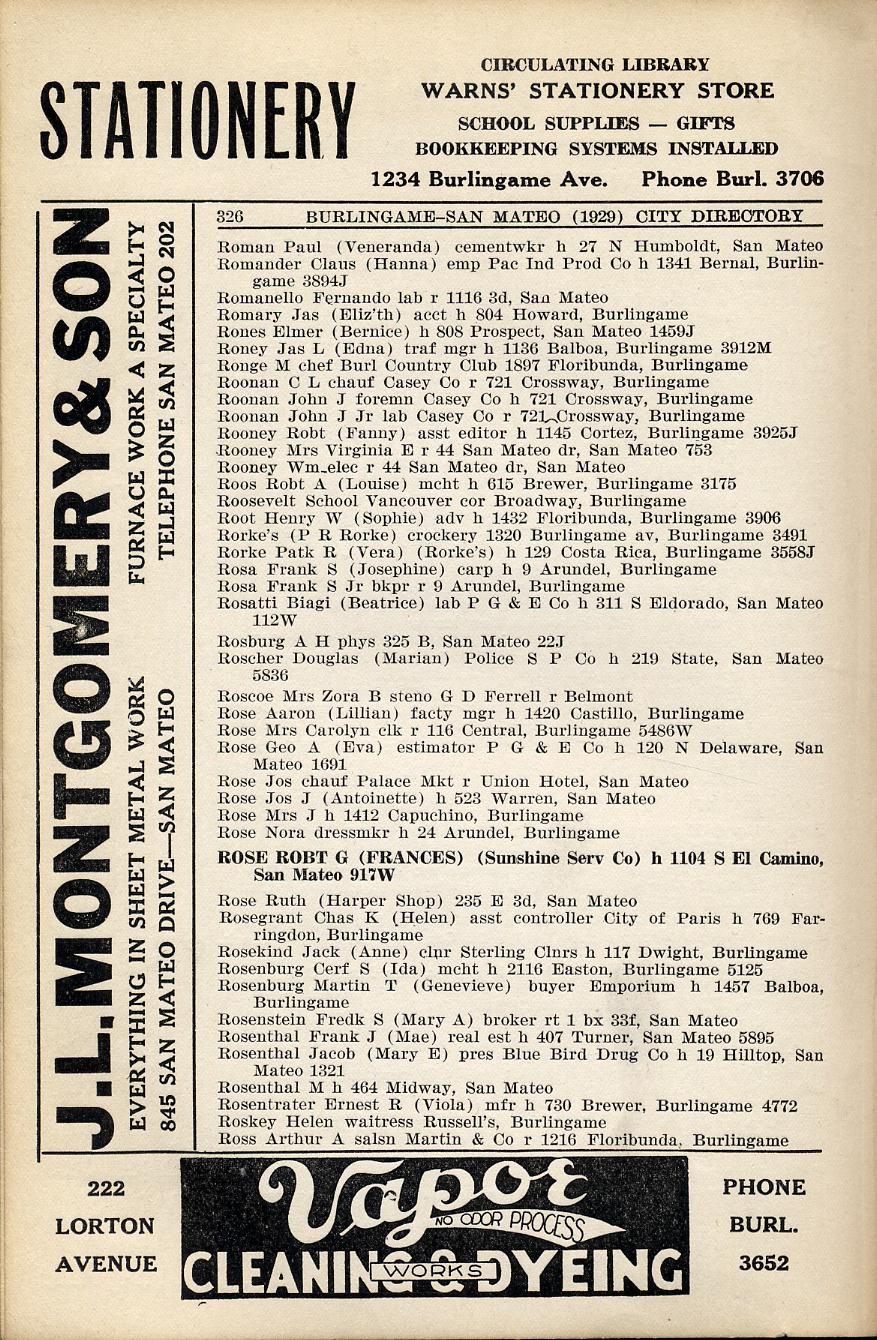 STATIONERY
CIRCULATING LIBRARY
WARNS' STATIONERY STORE
SCHOOL SUPPLIES — GIFTS
BOOKKEEPING SYSTEMS INSTALLED
1234 Burlingame Ave. Phone Burl. 3706
J.L. MONTGOMERY & SON
EVERYTHING IN SHEET METAL WORK FURNACE WORK A SPECIALTY
845 SAN MATEO DRIVE—SAN MATEO TELEPHONE SAN MATEO 202
326 BURLINGAME–SAN MATEO (1929) CITY DIRECTORY
Roman Paul (Veneranda) cementwkr h 27 N Humboldt, San Mateo
Romander Claus (Hanna) emp Pac Ind Prod Co h 1341 Bernal, Burlin-
game 3894J
Romanello Fernando lab r 1116 3d, San Mateo
Romary Jas (Eliz'th) acct h 804 Howard, Burlingame
Rones Elmer (Bernice) h 808 Prospect, San Mateo 1459J
Roney Jas L (Edna) traf mgr h 1136 Balboa, Burlingame 3912M
Ronge M chef Burl Country Club 1897 Floribunda, Burlingame
Roonan C L chauf Casey Co r 721 Crossway, Burlingame
Roonan John J foremn Casey Co h 721 Crossway, Burlingame
Roonan John J Jr lab Casey Co r 721 Crossway, Burlingame
Rooney Robt (Fanny) asst editor h 1145 Cortez, Burlingame 3925J
Rooney Mrs Virginia E r 44 San Mateo dr, San Mateo 753
Rooney Wm elec r 44 San Mateo dr, San Mateo
Roos Robt A (Louise) mcht h 615 Brewer, Burlingame 3175
Roosevelt School Vancouver cor Broadway, Burlingame
Root Henry W (Sophie) adv h 1432 Floribunda, Burlingame 3906
Rorke's (P R Rorke) crockery 1320 Burlingame av, Burlingame 3491
Rorke Patk R (Vera) (Rorke's) h 129 Costa Rica, Burlingame 3558J
Rosa Frank S (Josephine) carp h 9 Arundel, Burlingame
Rosa Frank S Jr bkpr r 9 Arundel, Burlingame
Rosatti Biagi (Beatrice) lab P G & E Co h 311 S Eldorado, San Mateo
112W
Rosburg A H phys 325 B, San Mateo 22J
Roscher Douglas (Marian) Police S P Co h 219 State, San Mateo
5836
Roscoe Mrs Zora B steno G D Ferrell r Belmont
Rose Aaron (Lillian) facty mgr h 1420 Castillo, Burlingame
Rose Mrs Carolyn clk r 116 Central, Burlingame 5486W
Rose Geo A (Eva) estimator P G & E Co h 120 N Delaware, San
Mateo 1691
Rose Jos chauf Palace Mkt r Union Hotel, San Mateo
Rose Jos J (Antoinette) h 523 Warren, San Mateo
Rose Mrs J h 1412 Capuchino, Burlingame
Rose Nora dressmkr h 24 Arundel, Burlingame
ROSE ROBT G (FRANCES) (Sunshine Serv Co) h 1104 S El Camino,
San Mateo 917W
Rose Ruth (Harper Shop) 235 E 3d, San Mateo
Rosegrant Chas K (Helen) asst controller City of Paris h 769 Far-
ringdon, Burlingame
Rosekind Jack (Anne) clnr Sterling Clnrs h 117 Dwight, Burlingame
Rosenburg Cerf S (Ida) mcht h 2116 Easton, Burlingame 5125
Rosenburg Martin T (Genevieve) buyer Emporium h 1457 Balboa,
Burlingame
Rosenstein Fredk S (Mary A) broker rt 1 bx 33f, San Mateo
Rosenthal Frank J (Mae) real est h 407 Turner, San Mateo 5895
Rosenthal Jacob (Mary E) pres Blue Bird Drug Co h 19 Hilltop, San
Mateo 1321
Rosenthal M h 464 Midway, San Mateo
Rosentrater Ernest R (Viola) mfr h 730 Brewer, Burlingame 4772
Roskey Helen waitress Russell's, Burlingame
Ross Arthur A salsn Martin & Co r 1216 Floribunda, Burlingame
222
LORTON
AVENUE
Vapor
NO ODOR PROCESS
CLEANING & DYEING
WORKS
PHONE
BURL.
3652